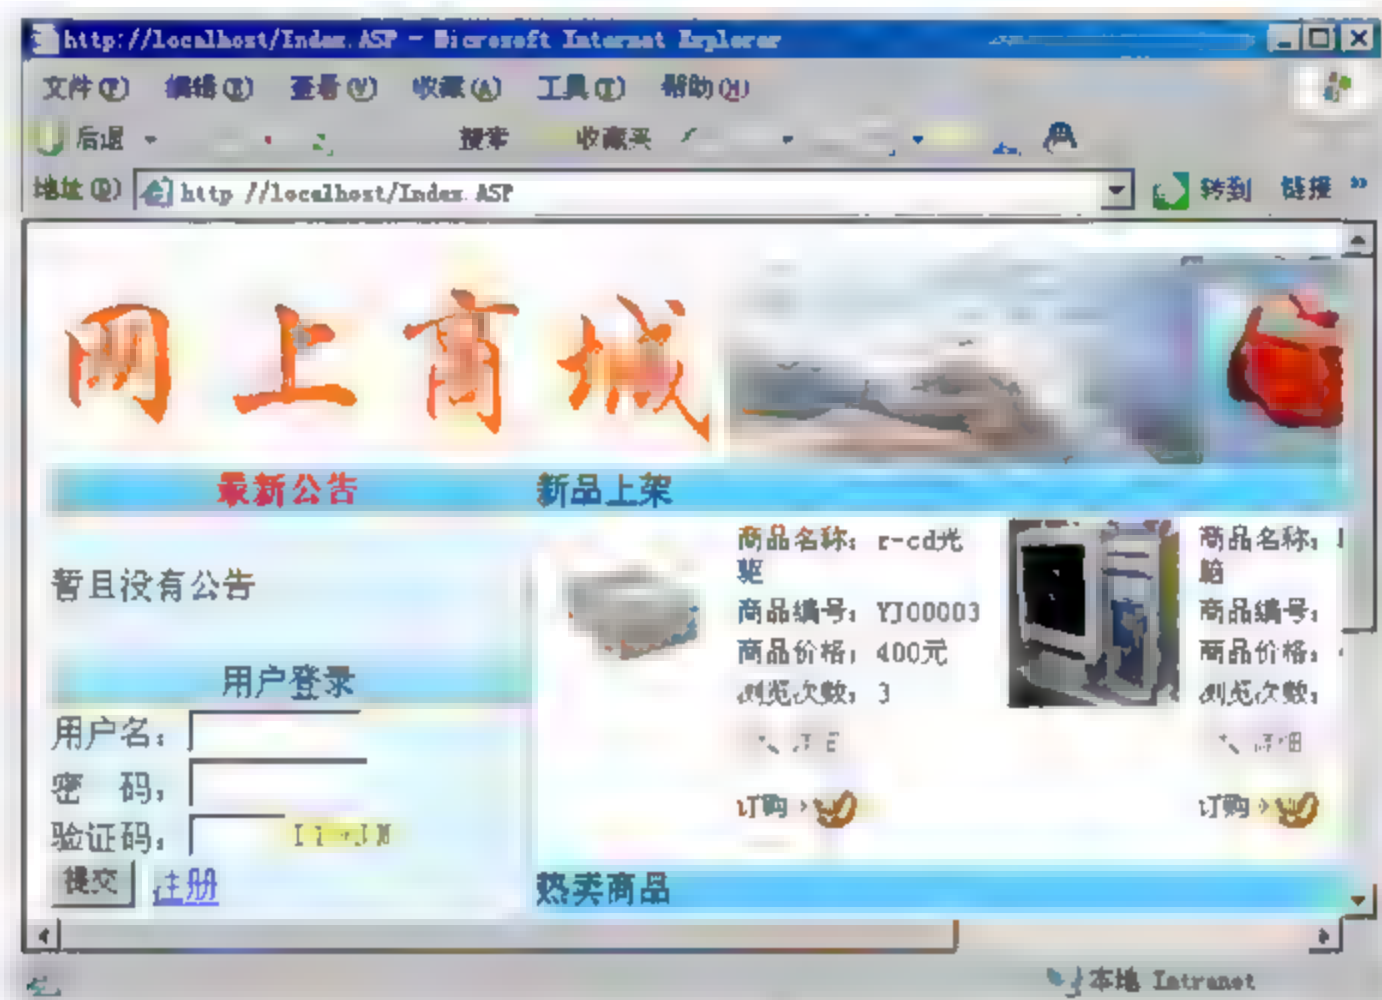 http://localhost/Index.ASP - Microsoft Internet Explorer
文件(F) 编辑(E) 查看(V) 收藏(A) 工具(T) 帮助(H)
后退 搜索 收藏夹
地址(D) http://localhost/Index.ASP 转到 链接 »
网上商城
最新公告 新品上架
暂且没有公告
商品名称：r-cd光
驱
商品编号：YJ00003
商品价格：400元
浏览次数：3
订购
商品名称：
脑
商品编号：
商品价格：
浏览次数：
详细
订购
用户登录
用户名：
密 码：
验证码：
提交 注册
热卖商品
本地 Intranet